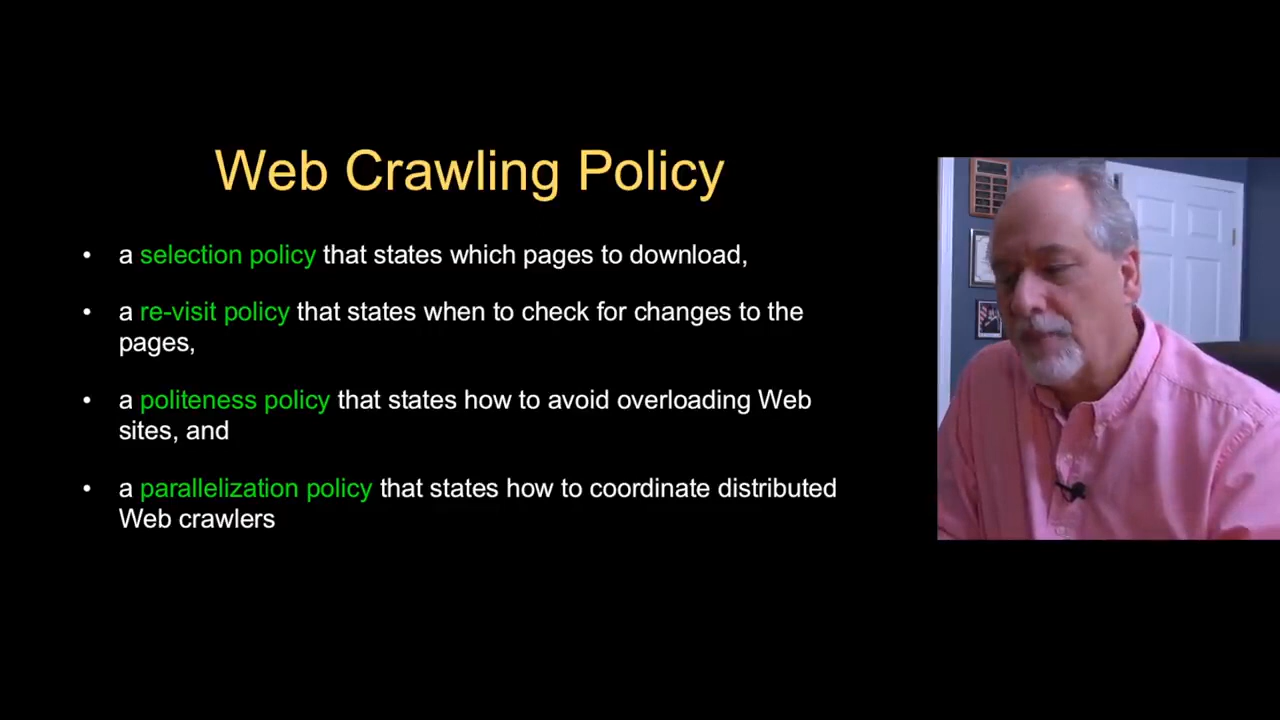 Web Crawling Policy
• a selection policy that states which pages to download,
• a re-visit policy that states when to check for changes to the
pages,
• a politeness policy that states how to avoid overloading Web
sites, and
• a parallelization policy that states how to coordinate distributed
Web crawlers